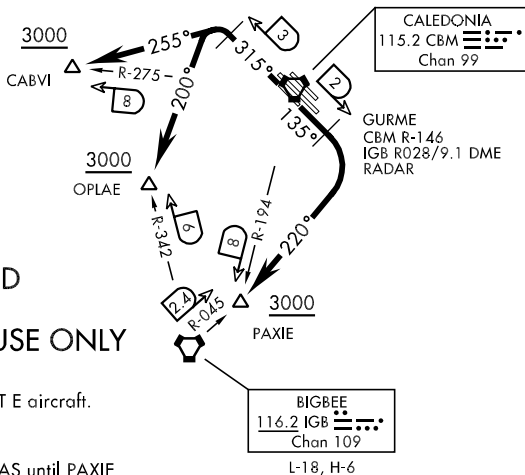 3000
CABVI
255°
R-275
8
200°
3
315°
2
135°
CALEDONIA
115.2 CBM
Chan 99
GURME
CBM R-146
IGB R028/9.1 DME
RADAR
3000
OPLAE
R-342
9
8
R-194
220°
2.4
R-045
3000
PAXIE
D
USE ONLY
T E aircraft.
AS until PAXIE
BIGBEE
116.2 IGB
Chan 109
L-18, H-6